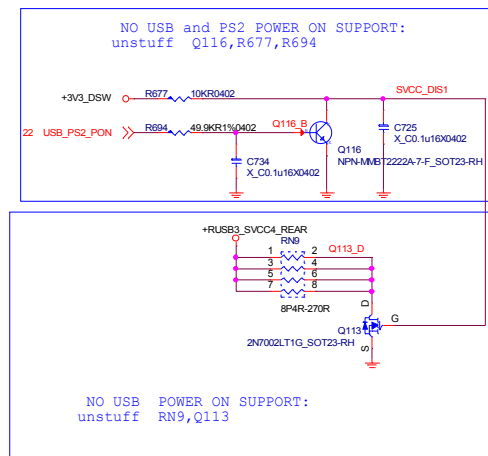 NO USB and PS2 POWER ON SUPPORT:
unstuff Q116,R677,R694
+3V3_DSW
R677
10KR0402
SVCC_DIS1
22 USB_PS2_PON
R694
49.9KR1%0402
Q116_B
C725
X_C0.1u16X0402
Q116
NPN-MMBT2222A-7-F_SOT23-RH
C734
X_C0.1u16X0402
+RUSB3_SVCC4_REAR
RN9
1 2
Q113_D
3 4
5 6
7 8
8P4R-270R
D
G
Q113
2N7002LT1G_SOT23-RH
S
NO USB POWER ON SUPPORT:
unstuff RN9,Q113